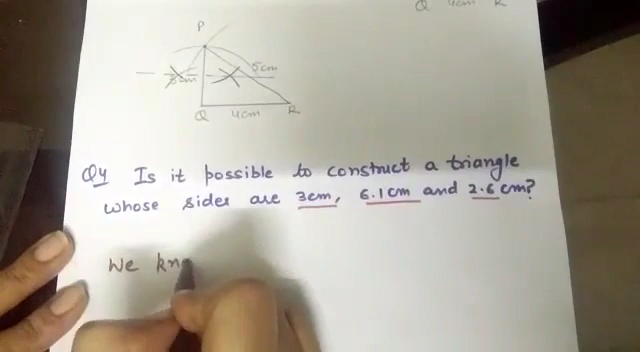 Q 4cm R
P
5cm
Q 4cm R
Q4 Is it possible to construct a triangle
whose sides are 3cm, 6.1cm and 2.6cm?
We kn